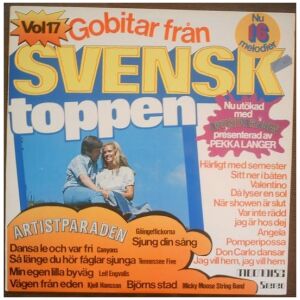 Vol 17
Gobitar från
Nu
16
melodier
SVENSK
toppen
Nu utökad
med
presenterad av
PEKKA LANGER
Härligt med semester
Sitt ner i båten
Valentino
Då lyser en sol
När showen är slut
Var inte rädd
jag är hos dej
Angela
Pomperipossa
Don Carlo dansar
Jag vill hem, jag vill hem
ARTISTPARADEN
Gåingeflickorna
Dansa le och var fri Canyons
Sjung din sång
Så länge du hör fåglar sjunga Tennessee Five
Min egen lilla by väg Leif Engvalls
Vägen från eden Kjell Hansson
Björns stad Micky Moose String Band